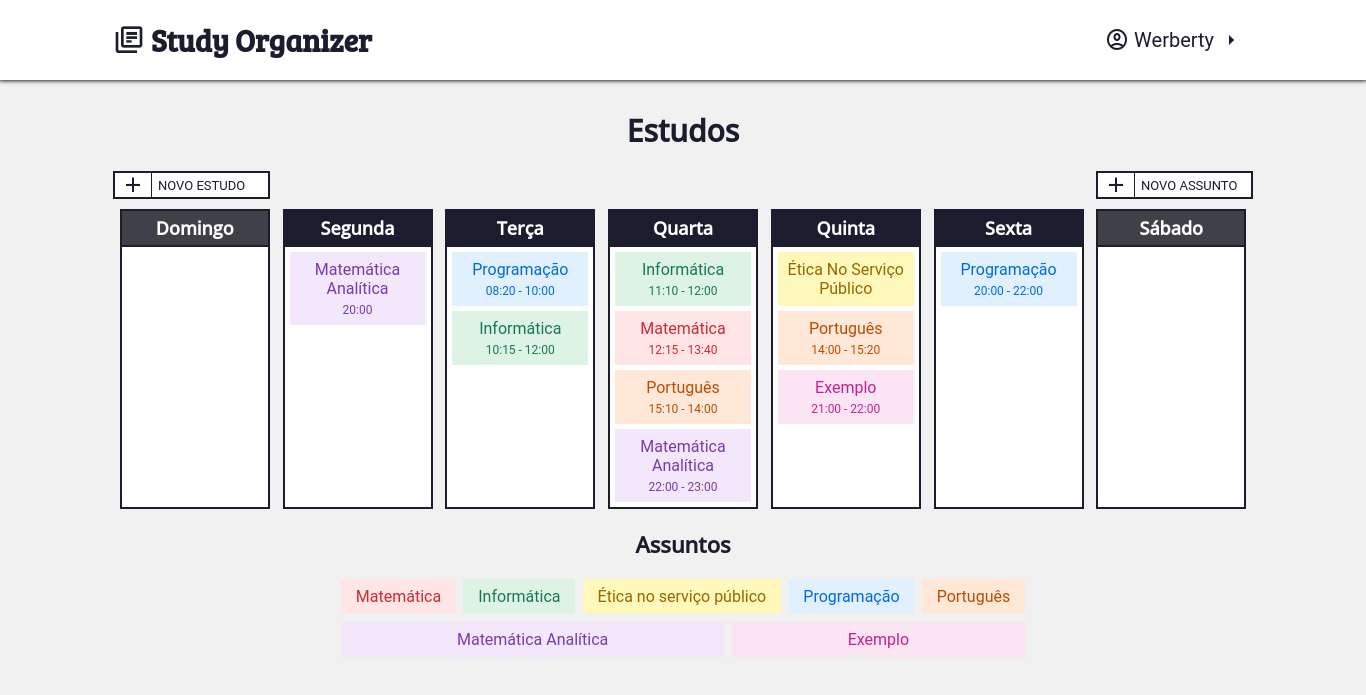 Study Organizer
Werberty
Estudos
NOVO ESTUDO
NOVO ASSUNTO
Domingo
Segunda
Matemática
Analítica
20:00
Terça
Programação
08:20 - 10:00
Informática
10:15 - 12:00
Quarta
Informática
11:10 - 12:00
Matemática
12:15 - 13:40
Português
15:10 - 14:00
Matemática
Analítica
22:00 - 23:00
Quinta
Ética No Serviço
Público
Português
14:00 - 15:20
Exemplo
21:00 - 22:00
Sexta
Programação
20:00 - 22:00
Sábado
Assuntos
Matemática
Informática
Ética no serviço público
Programação
Português
Matemática Analítica
Exemplo